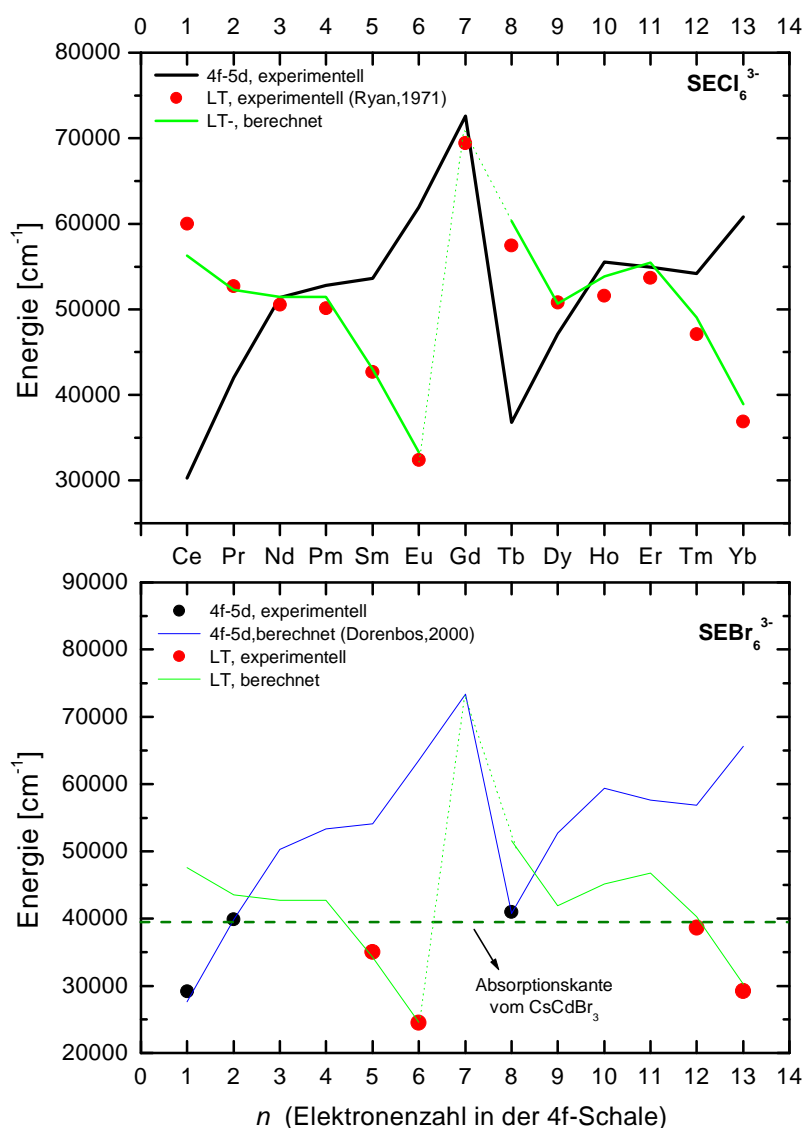 0 1 2 3 4 5 6 7 8 9 10 11 12 13 14
80000
70000
60000
50000
40000
30000
Energie [cm⁻¹]
4f-5d, experimentell
LT, experimentell (Ryan,1971)
LT-, berechnet
SECl₆³⁻
Ce Pr Nd Pm Sm Eu Gd Tb Dy Ho Er Tm Yb
90000
80000
70000
60000
50000
40000
30000
20000
Energie [cm⁻¹]
4f-5d, experimentell
4f-5d,berechnet (Dorenbos,2000)
LT, experimentell
LT, berechnet
SEBr₆³⁻
Absorptionskante
vom CsCdBr₃
0 1 2 3 4 5 6 7 8 9 10 11 12 13 14
n (Elektronenzahl in der 4f-Schale)